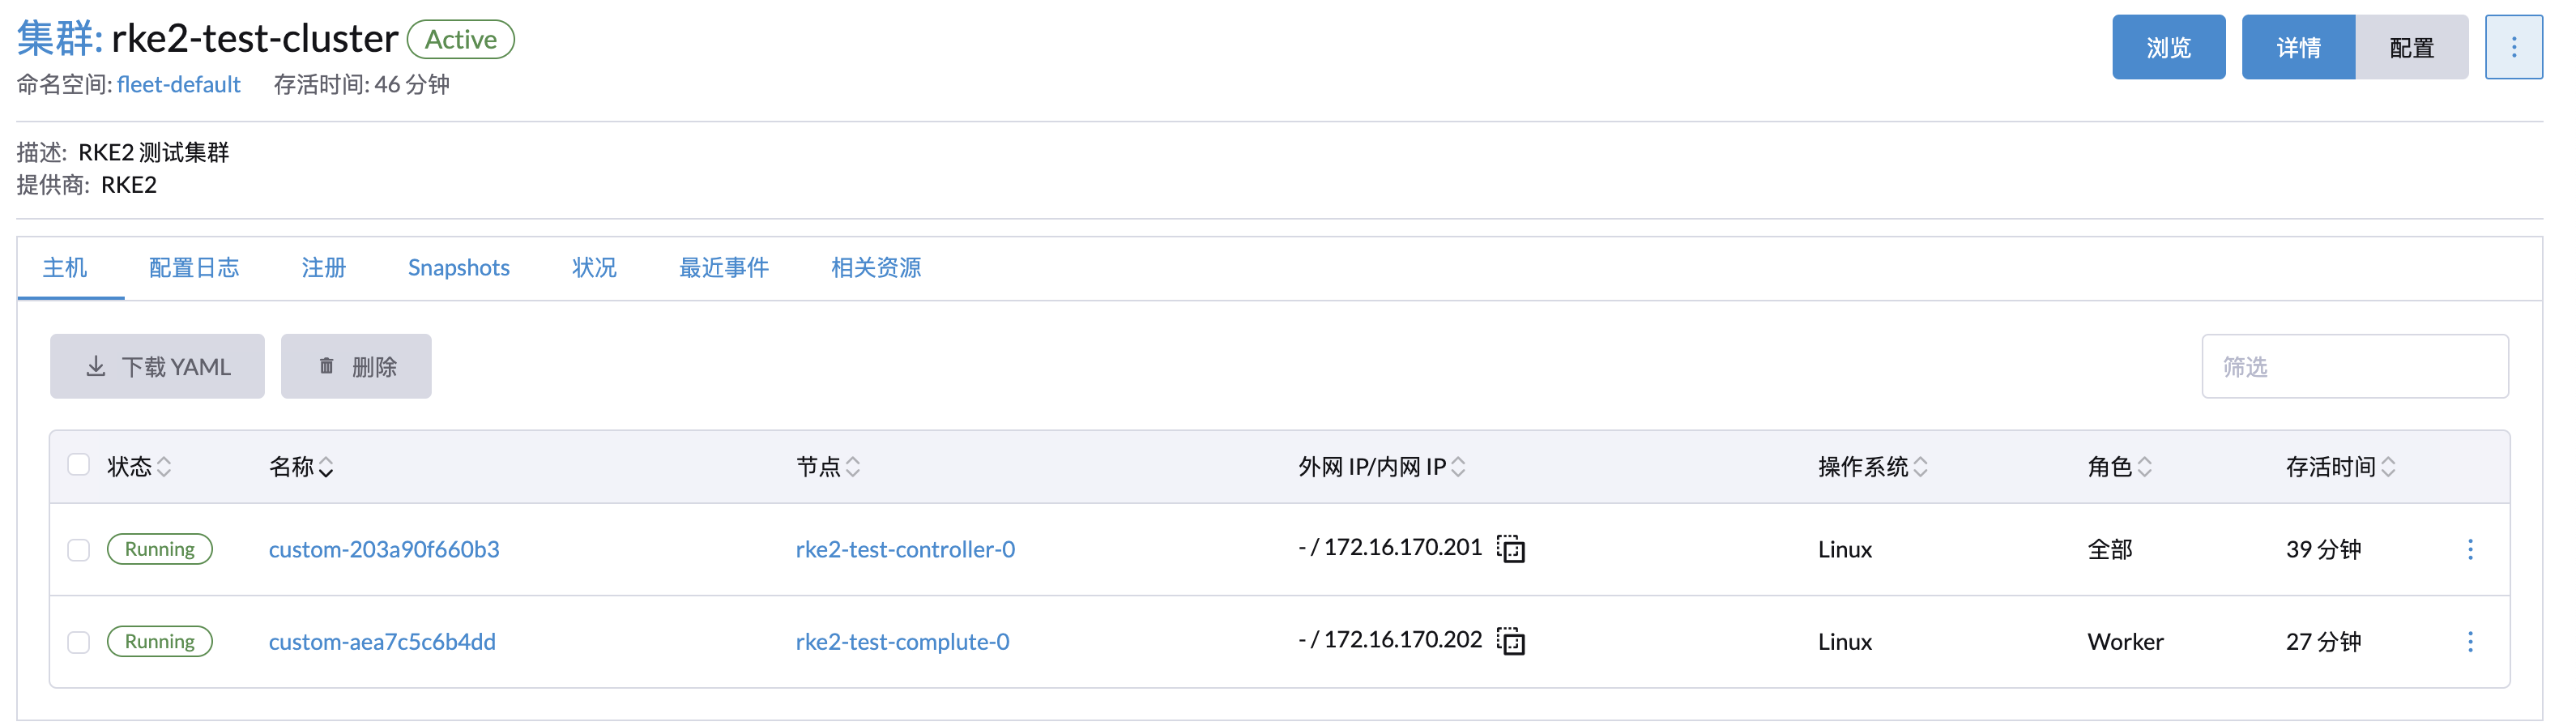 集群: rke2-test-cluster Active
浏览 详情 配置
命名空间: fleet-default 存活时间: 46 分钟
描述: RKE2 测试集群
提供商: RKE2
主机 配置日志 注册 Snapshots 状况 最近事件 相关资源
下载 YAML 删除 筛选
状态 名称 节点 外网 IP/内网 IP 操作系统 角色 存活时间
Running custom-203a90f660b3 rke2-test-controller-0 - / 172.16.170.201 Linux 全部 39 分钟
Running custom-aea7c5c6b4dd rke2-test-complute-0 - / 172.16.170.202 Linux Worker 27 分钟